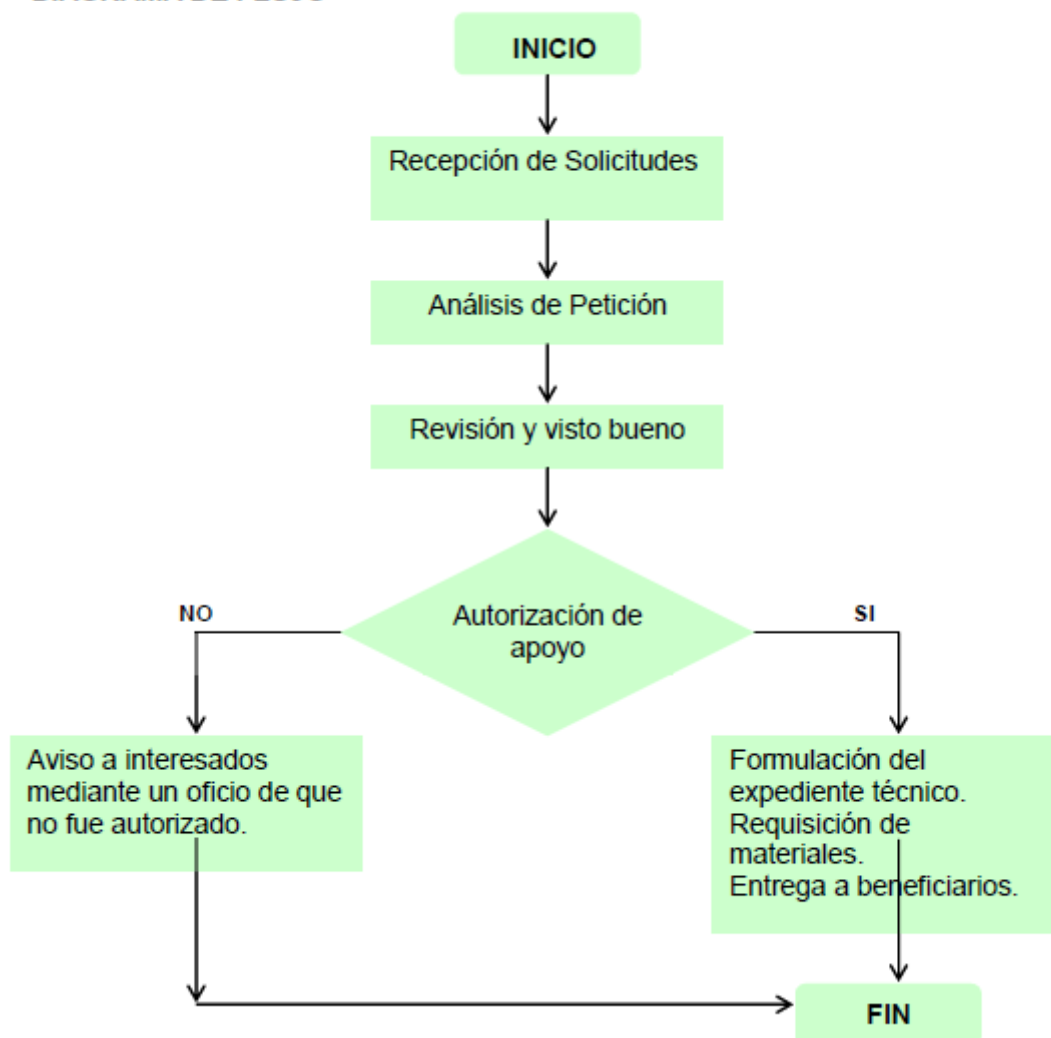 INICIO
Recepción de Solicitudes
Análisis de Petición
Revisión y visto bueno
Autorización de
apoyo
NO
SI
Aviso a interesados
mediante un oficio de que
no fue autorizado.
Formulación del
expediente técnico.
Requisición de
materiales.
Entrega a beneficiarios.
FIN